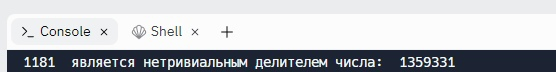 Console × Shell × +
1181 является нетривиальным делителем числа: 1359331